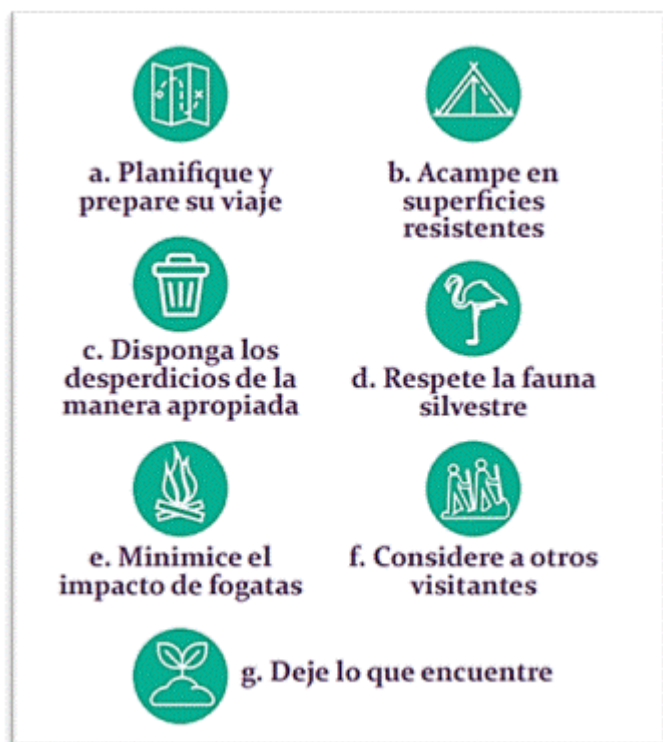 a. Planifique y
prepare su viaje
b. Acampe en
superficies
resistentes
c. Disponga los
desperdicios de la
manera apropiada
d. Respete la fauna
silvestre
e. Minimice el
impacto de fogatas
f. Considere a otros
visitantes
g. Deje lo que encuentre